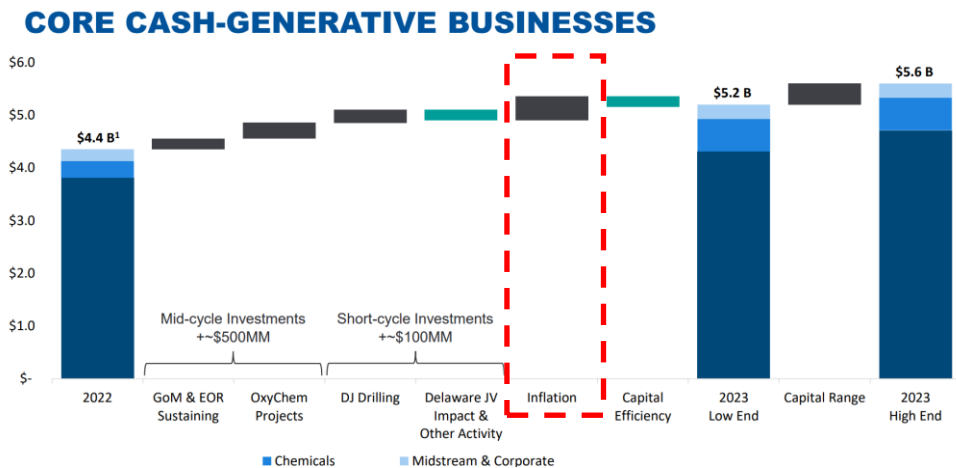 CORE CASH-GENERATIVE BUSINESSES
$6.0
$5.0
$4.0
$3.0
$2.0
$1.0
$-
$4.4 B¹
$5.2 B
$5.6 B
Mid-cycle Investments
+~$500MM
Short-cycle Investments
+~$100MM
2022
GoM & EOR
Sustaining
OxyChem
Projects
DJ Drilling
Delaware JV
Impact &
Other Activity
Inflation
Capital
Efficiency
2023
Low End
Capital Range
2023
High End
Chemicals
Midstream & Corporate